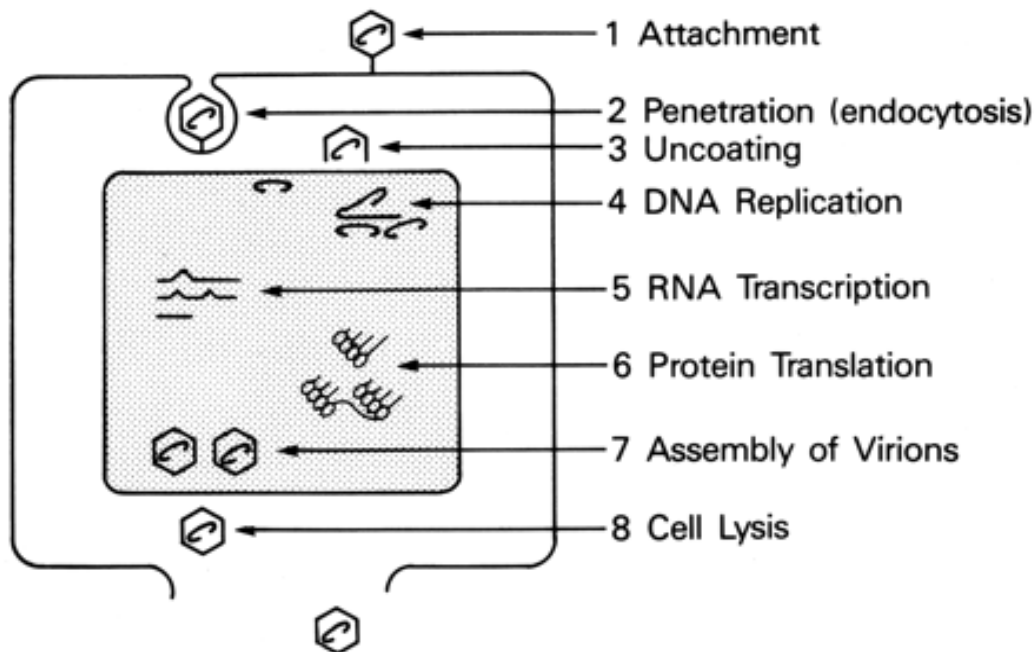 1 Attachment
2 Penetration (endocytosis)
3 Uncoating
4 DNA Replication
5 RNA Transcription
6 Protein Translation
7 Assembly of Virions
8 Cell Lysis